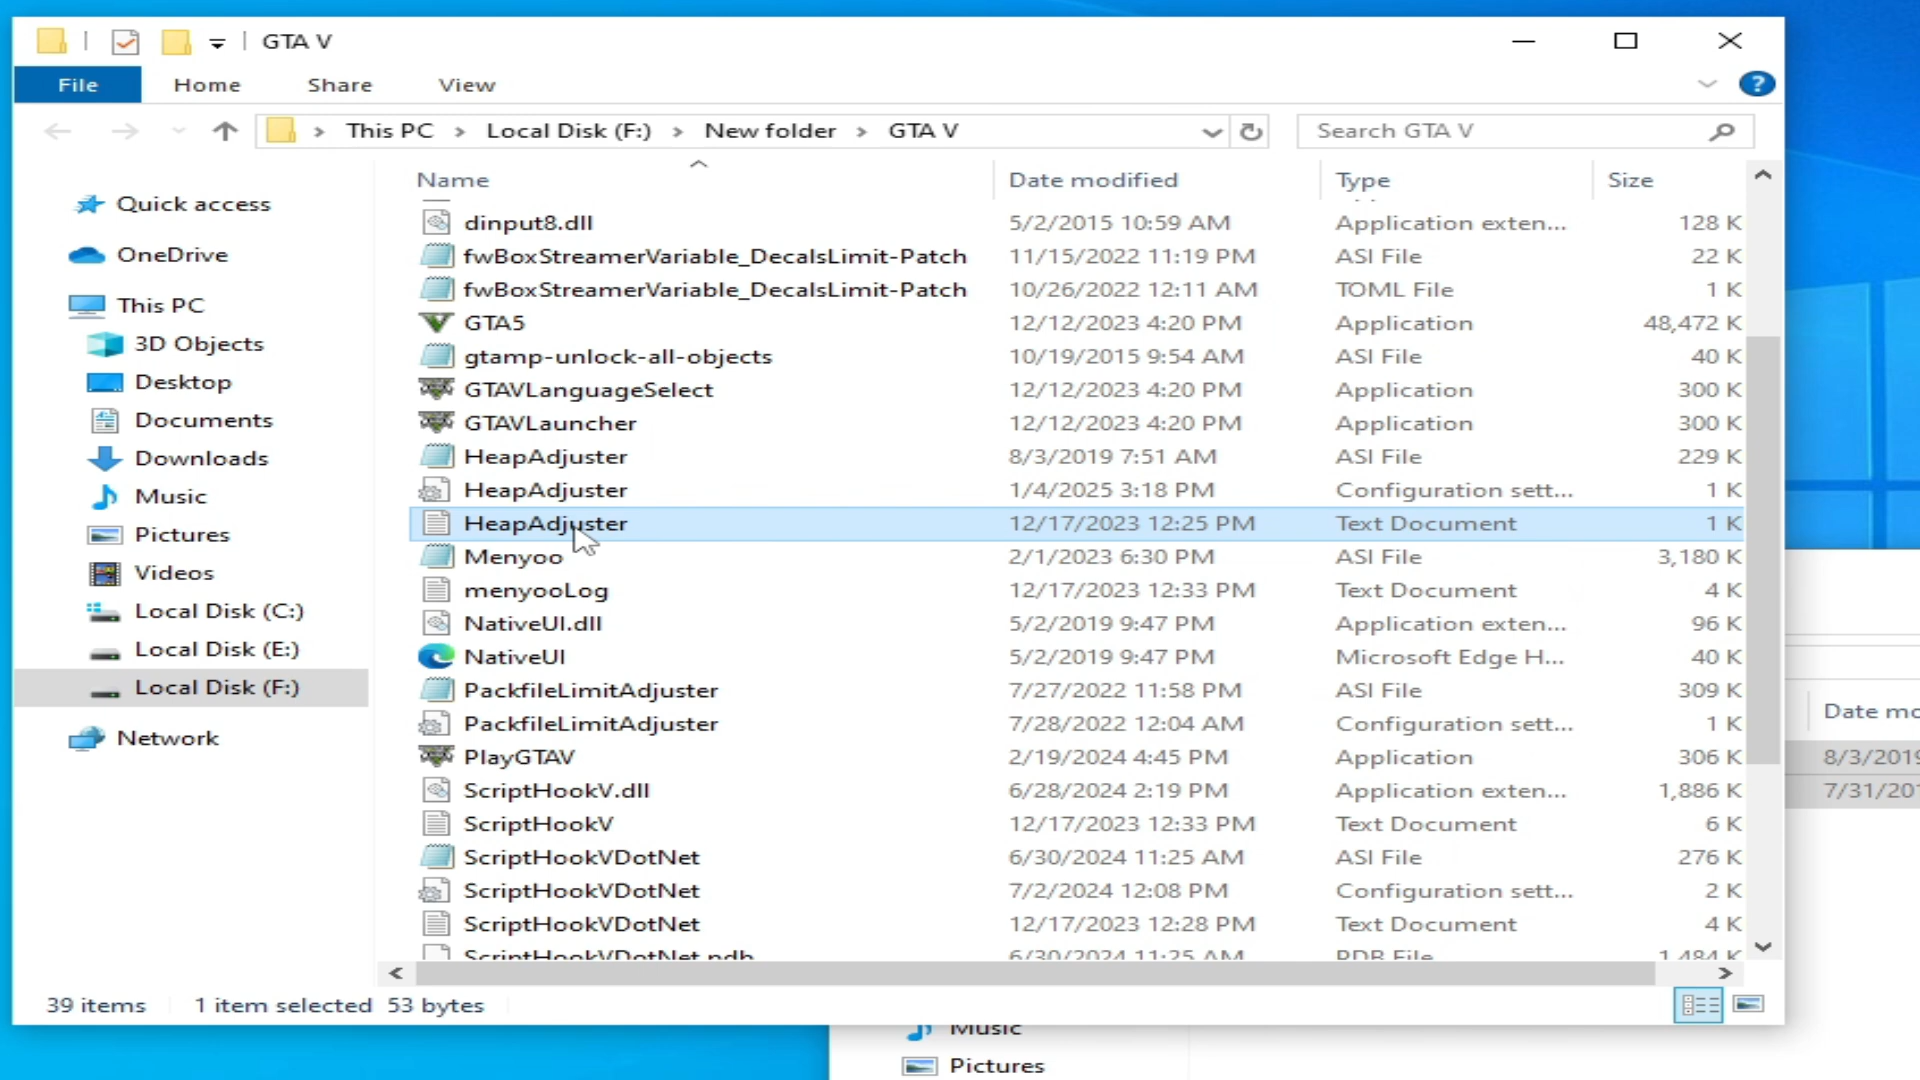 GTA V
File Home Share View
This PC Local Disk (F:) New folder GTA V Search GTA V
Name Date modified Type Size
Quick access
OneDrive
This PC
3D Objects
Desktop
Documents
Downloads
Music
Pictures
Videos
Local Disk (C:)
Local Disk (E:)
Local Disk (F:)
Network
dinput8.dll 5/2/2015 10:59 AM Application exten... 128 K
fwBoxStreamerVariable_DecalsLimit-Patch 11/15/2022 11:19 PM ASI File 22 K
fwBoxStreamerVariable_DecalsLimit-Patch 10/26/2022 12:11 AM TOML File 1 K
GTA5 12/12/2023 4:20 PM Application 48,472 K
gtamp-unlock-all-objects 10/19/2015 9:54 AM ASI File 40 K
GTAVLanguageSelect 12/12/2023 4:20 PM Application 300 K
GTAVLauncher 12/12/2023 4:20 PM Application 300 K
HeapAdjuster 8/3/2019 7:51 AM ASI File 229 K
HeapAdjuster 1/4/2025 3:18 PM Configuration sett... 1 K
HeapAdjuster 12/17/2023 12:25 PM Text Document 1 K
Menyoo 2/1/2023 6:30 PM ASI File 3,180 K
menyooLog 12/17/2023 12:33 PM Text Document 4 K
NativeUI.dll 5/2/2019 9:47 PM Application exten... 96 K
NativeUI 5/2/2019 9:47 PM Microsoft Edge H... 40 K
PackfileLimitAdjuster 7/27/2022 11:58 PM ASI File 309 K
PackfileLimitAdjuster 7/28/2022 12:04 AM Configuration sett... 1 K
PlayGTAV 2/19/2024 4:45 PM Application 306 K
ScriptHookV.dll 6/28/2024 2:19 PM Application exten... 1,886 K
ScriptHookV 12/17/2023 12:33 PM Text Document 6 K
ScriptHookVDotNet 6/30/2024 11:25 AM ASI File 276 K
ScriptHookVDotNet 7/2/2024 12:08 PM Configuration sett... 2 K
ScriptHookVDotNet 12/17/2023 12:28 PM Text Document 4 K
ScriptHookVDotNet.pdb 6/30/2024 11:25 AM PDB File 1,484 K
39 items 1 item selected 53 bytes
Date mo
8/3/2019
7/31/20
Music
Pictures